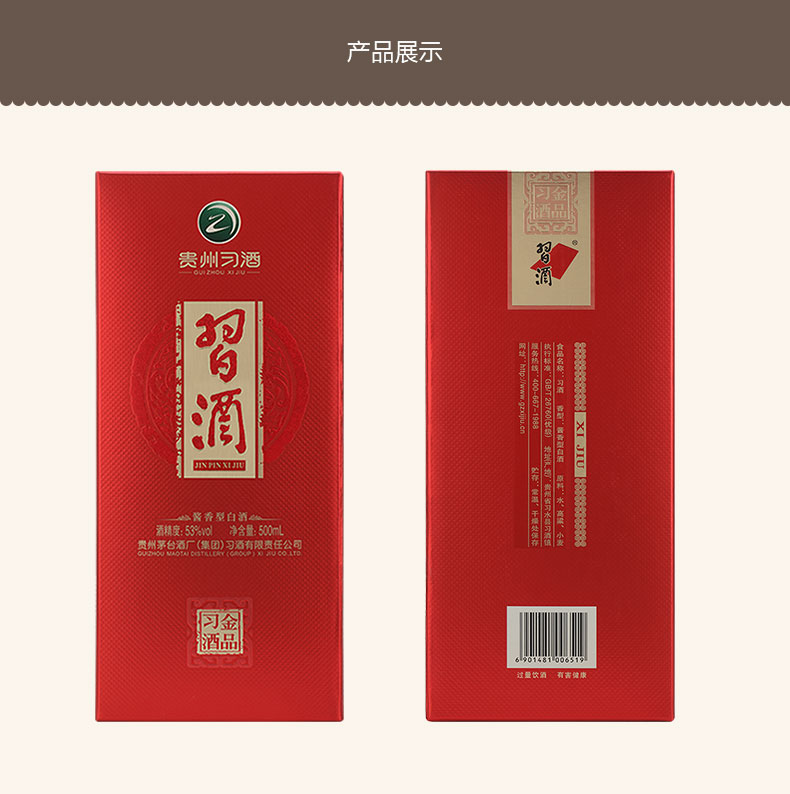 产品展示
贵州习酒
GUI ZHOU XI JIU
习酒
JIN PIN XI JIU
酱香型白酒
酒精度: 53%vol 净含量: 500mL
贵州茅台酒厂(集团)习酒有限责任公司
GUIZHOU MAOTAI DISTILLERY ( GROUP ) XI JIU CO.,LTD.
金品
习酒
金品
习酒
習酒®
XI JIU
食品名称: 习酒 香型: 酱香型白酒 原料: 水、高粱、小麦
执行标准: GB/T 26760(优级) 地址(产地): 贵州省习水县习酒镇
服务热线: 400-667-1988 贮存: 常温、干燥处保存
网址: http://www.gzxijiu.cn
6 901481 006519
过量饮酒 有害健康